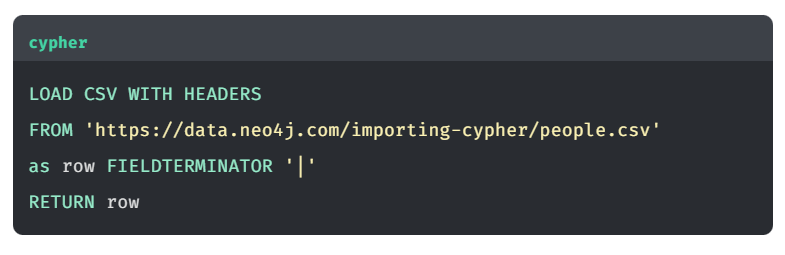 cypher
LOAD CSV WITH HEADERS
FROM 'https://data.neo4j.com/importing-cypher/people.csv'
as row FIELDTERMINATOR '|'
RETURN row